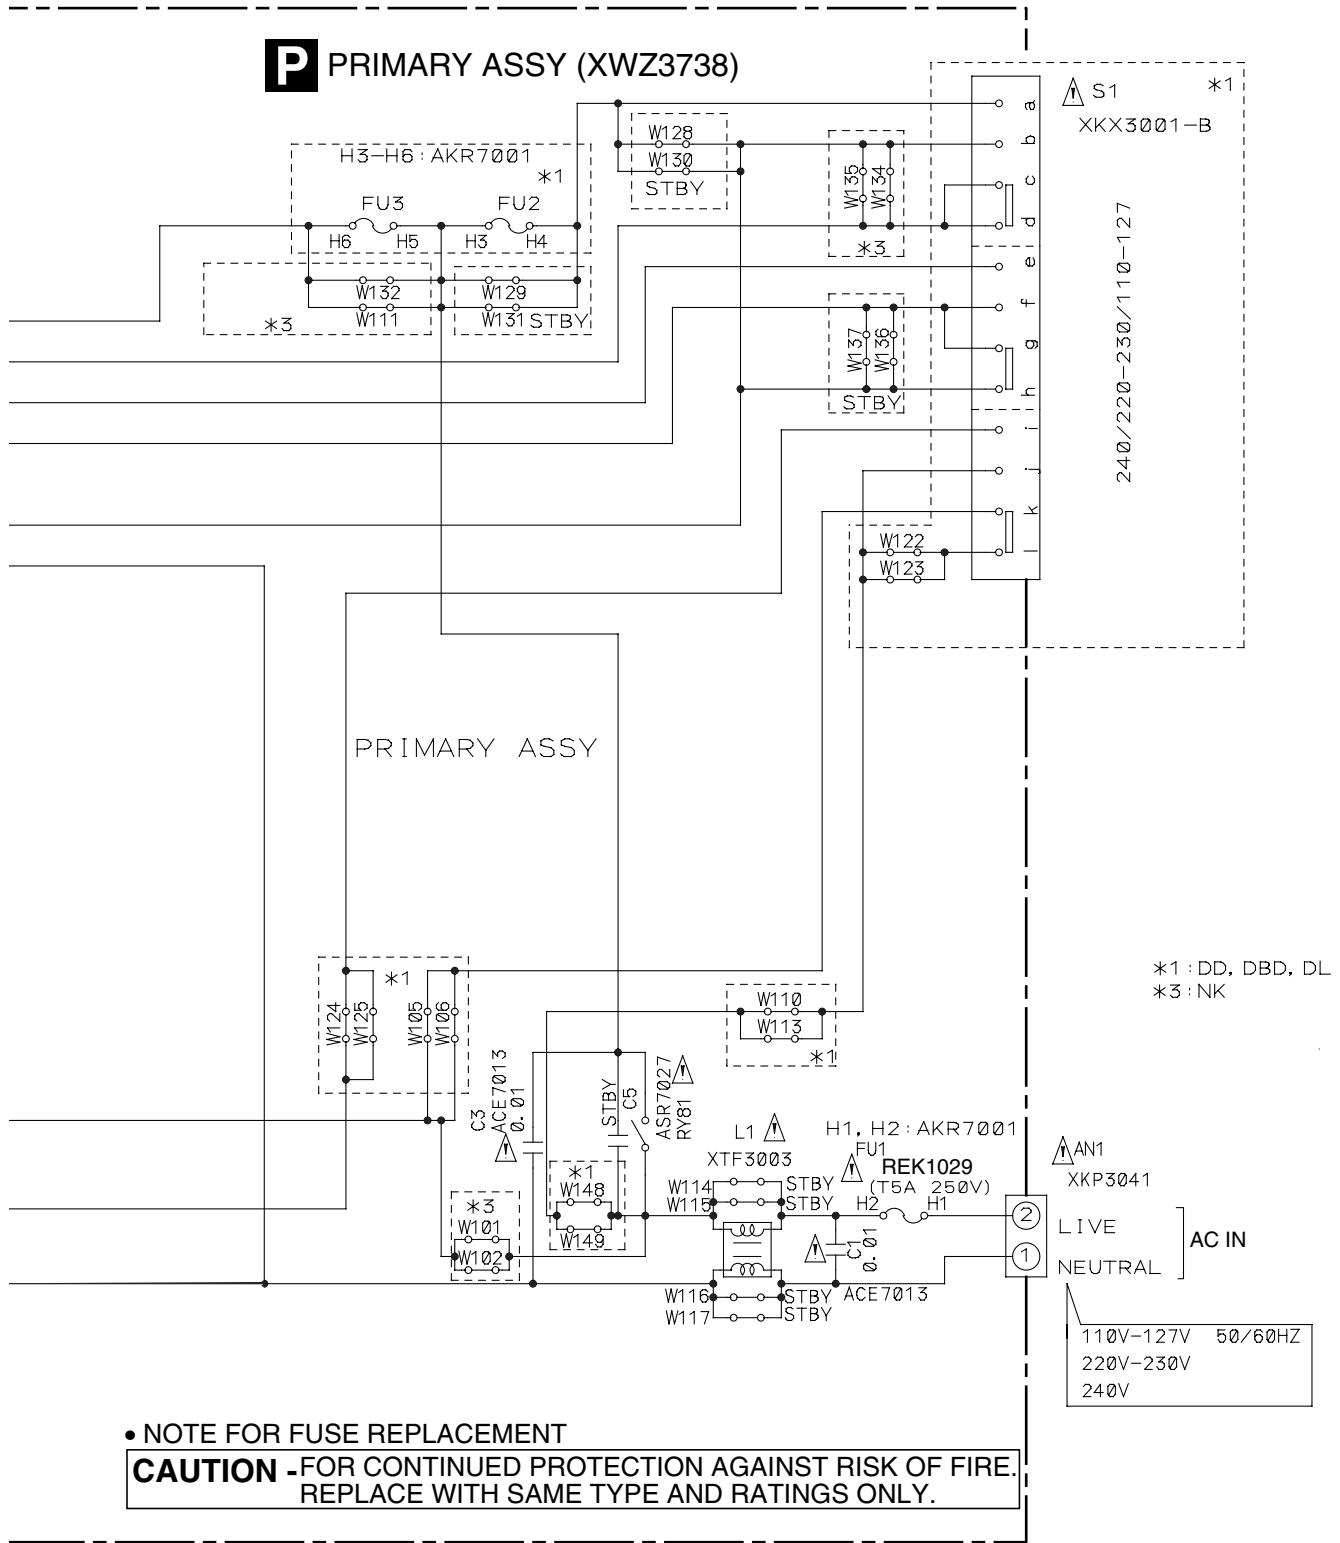 P PRIMARY ASSY (XWZ3738)
S1
*1
XKX3001-B
a
b
c
d
e
f
g
h
i
j
k
l
240/220-230/110-127
W128
W130
STBY
H3-H6:AKR7001
*1
FU3
FU2
H6
H5
H3
H4
W132
W111
*3
W129
W131 STBY
W135
W134
*3
W137
W136
STBY
W122
W123
PRIMARY ASSY
*1:DD, DBD, DL
*3:NK
*1
W124
W125
W105
W106
W110
W113
*1
C3
ACE7013
0.01
STBY
C5
ASR7027
RY81
L1
XTF3003
H1, H2:AKR7001
FU1
REK1029
(T5A 250V)
H2
H1
AN1
XKP3041
*1
W148
W149
*3
W101
W102
W114
STBY
W115
STBY
C1
0.01
ACE7013
W116
STBY
W117
STBY
2
LIVE
1
NEUTRAL
AC IN
110V-127V 50/60HZ
220V-230V
240V
• NOTE FOR FUSE REPLACEMENT
CAUTION - FOR CONTINUED PROTECTION AGAINST RISK OF FIRE.
REPLACE WITH SAME TYPE AND RATINGS ONLY.